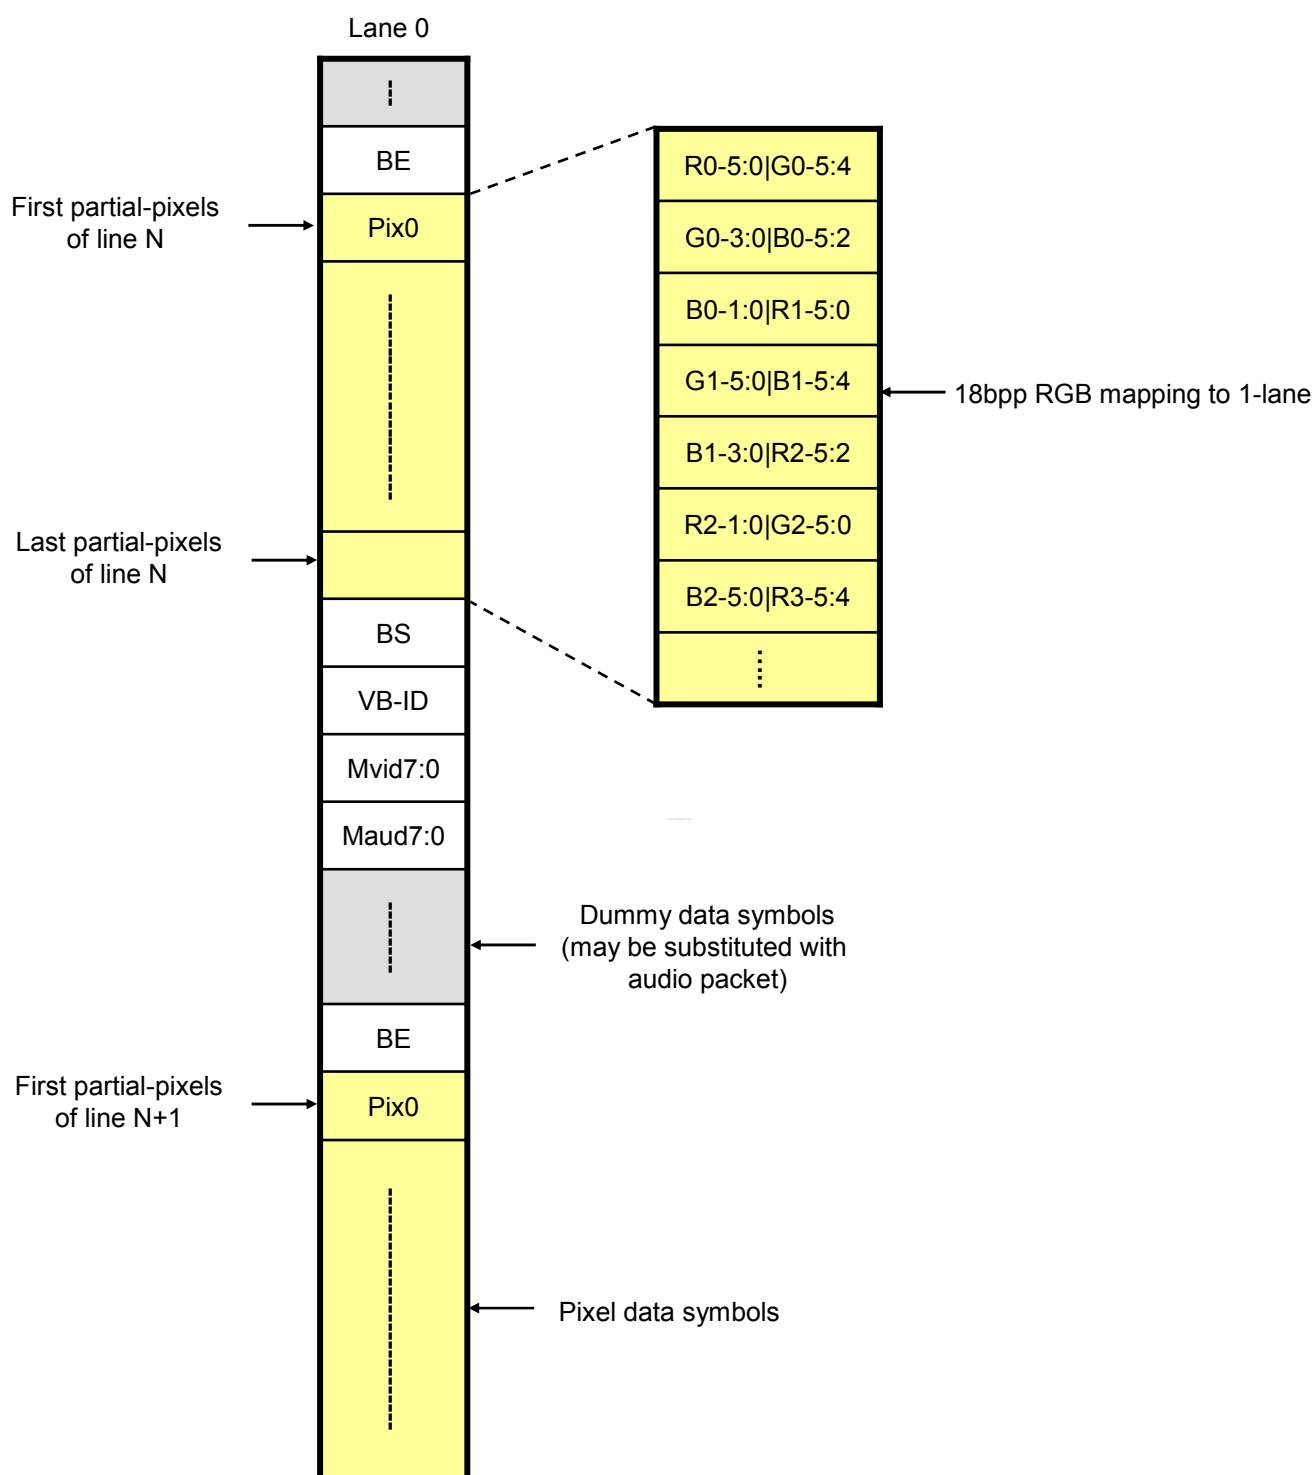 Lane 0
BE
First partial-pixels
of line N
Pix0
R0-5:0|G0-5:4
G0-3:0|B0-5:2
B0-1:0|R1-5:0
G1-5:0|B1-5:4
B1-3:0|R2-5:2
R2-1:0|G2-5:0
B2-5:0|R3-5:4
18bpp RGB mapping to 1-lane
Last partial-pixels
of line N
BS
VB-ID
Mvid7:0
Maud7:0
Dummy data symbols
(may be substituted with
audio packet)
BE
First partial-pixels
of line N+1
Pix0
Pixel data symbols